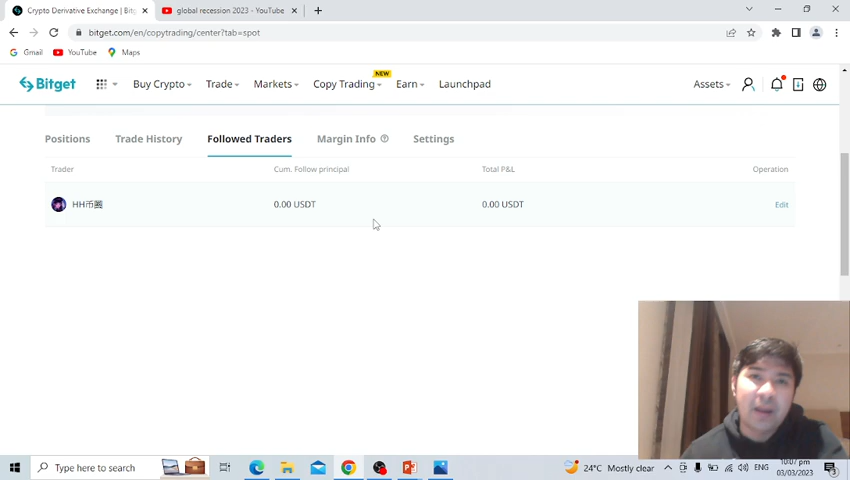 Crypto Derivative Exchange | Bitg
global recession 2023 - YouTube
bitget.com/en/copytrading/center?tab=spot
Gmail YouTube Maps
Bitget Buy Crypto Trade Markets Copy Trading NEW Earn Launchpad Assets
Positions Trade History Followed Traders Margin Info Settings
Trader Cum. Follow principal Total P&L Operation
HH币圈 0.00 USDT 0.00 USDT Edit
Type here to search
24°C Mostly clear
ENG
10:07 pm
03/03/2023